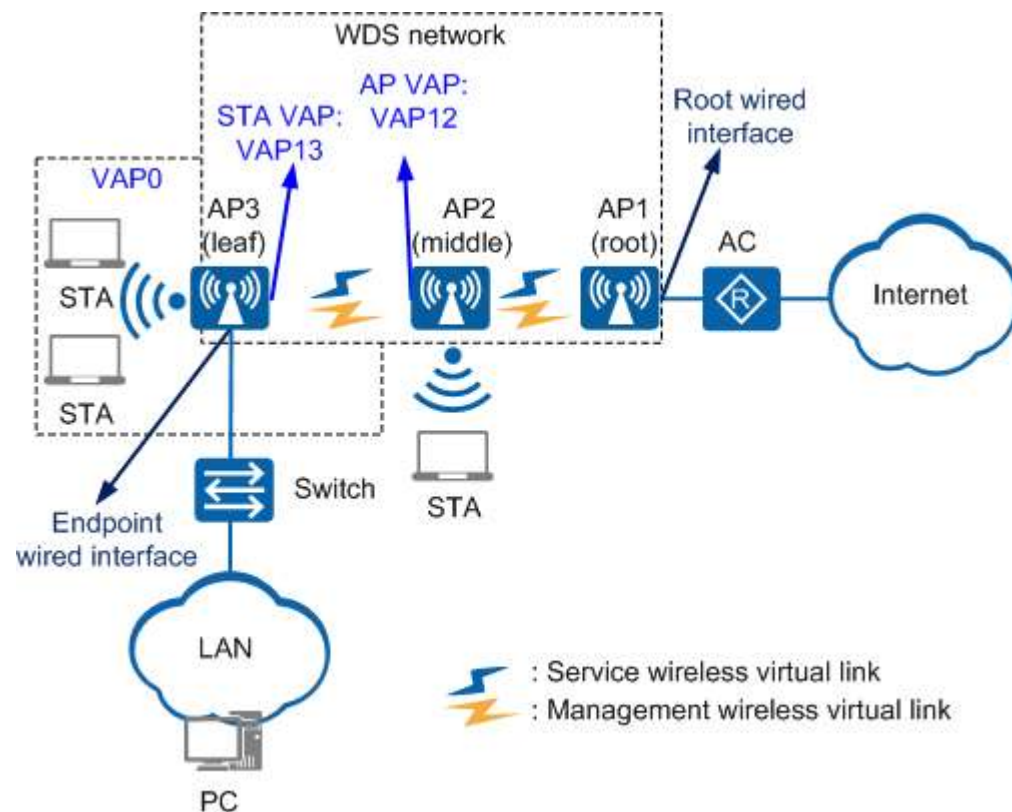 WDS network
AP VAP:
VAP12
STA VAP:
VAP13
Root wired
interface
VAP0
AP3
(leaf)
AP2
(middle)
AP1
(root)
AC
R
Internet
STA
STA
STA
Switch
Endpoint
wired interface
LAN
: Service wireless virtual link
: Management wireless virtual link
PC